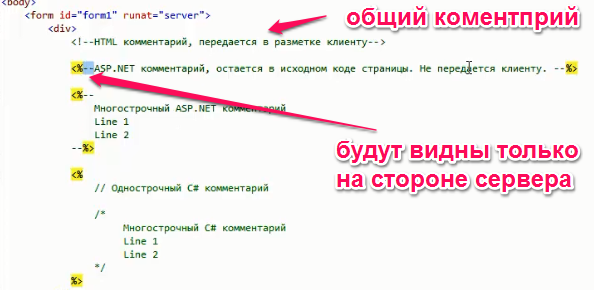 <body>
<form id="form1" runat="server">
<div>
<!--HTML комментарий, передается в разметке клиенту-->
<%--ASP.NET комментарий, остается в исходном коде страницы. Не передается клиенту. --%>
<%--
Многострочный ASP.NET комментарий
Line 1
Line 2
--%>
<%
// Однострочный C# комментарий
/*
Многострочный C# комментарий
Line 1
Line 2
*/
%>
общий коментприй
будут видны только
на стороне сервера